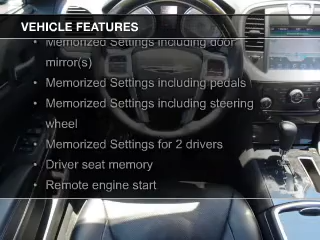 VEHICLE FEATURES
• Memorized Settings including door
mirror(s)
• Memorized Settings including pedals
• Memorized Settings including steering
wheel
• Memorized Settings for 2 drivers
• Driver seat memory
• Remote engine start